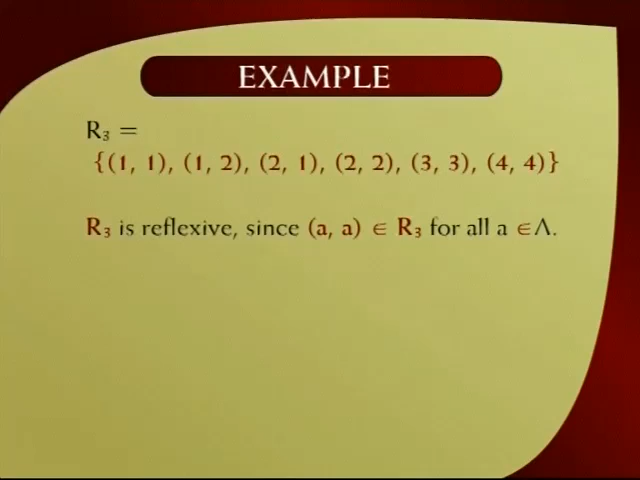 EXAMPLE
R₃ =
{(1, 1), (1, 2), (2, 1), (2, 2), (3, 3), (4, 4)}
R₃ is reflexive, since (a, a) ∈ R₃ for all a ∈Λ.